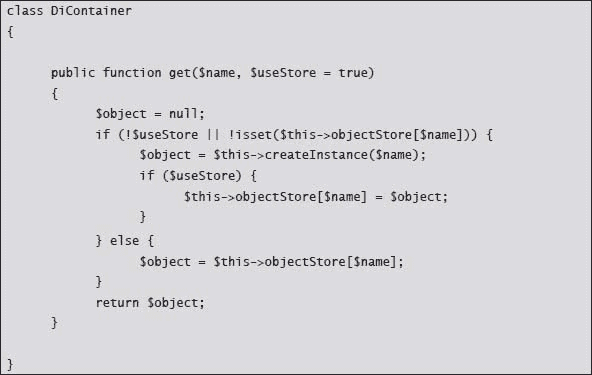 class DiContainer
{
public function get($name, $useStore = true)
{
$object = null;
if (!$useStore || !isset($this->objectStore[$name])) {
$object = $this->createInstance($name);
if ($useStore) {
$this->objectStore[$name] = $object;
}
} else {
$object = $this->objectStore[$name];
}
return $object;
}
}